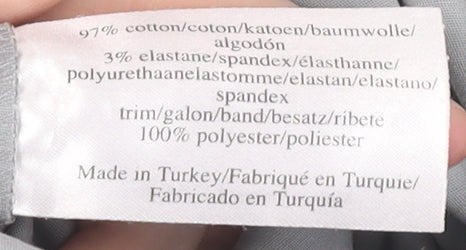 97% cotton/coton/katoen/baumwolle/
algodón
3% elastane/spandex/élasthanne/
polyurethaanelastomme/elastan/elastano/
spandex
trim/galon/band/besatz/ribete
100% polyester/poliester
Made in Turkey/Fabriqué en Turquie/
Fabricado en Turquía